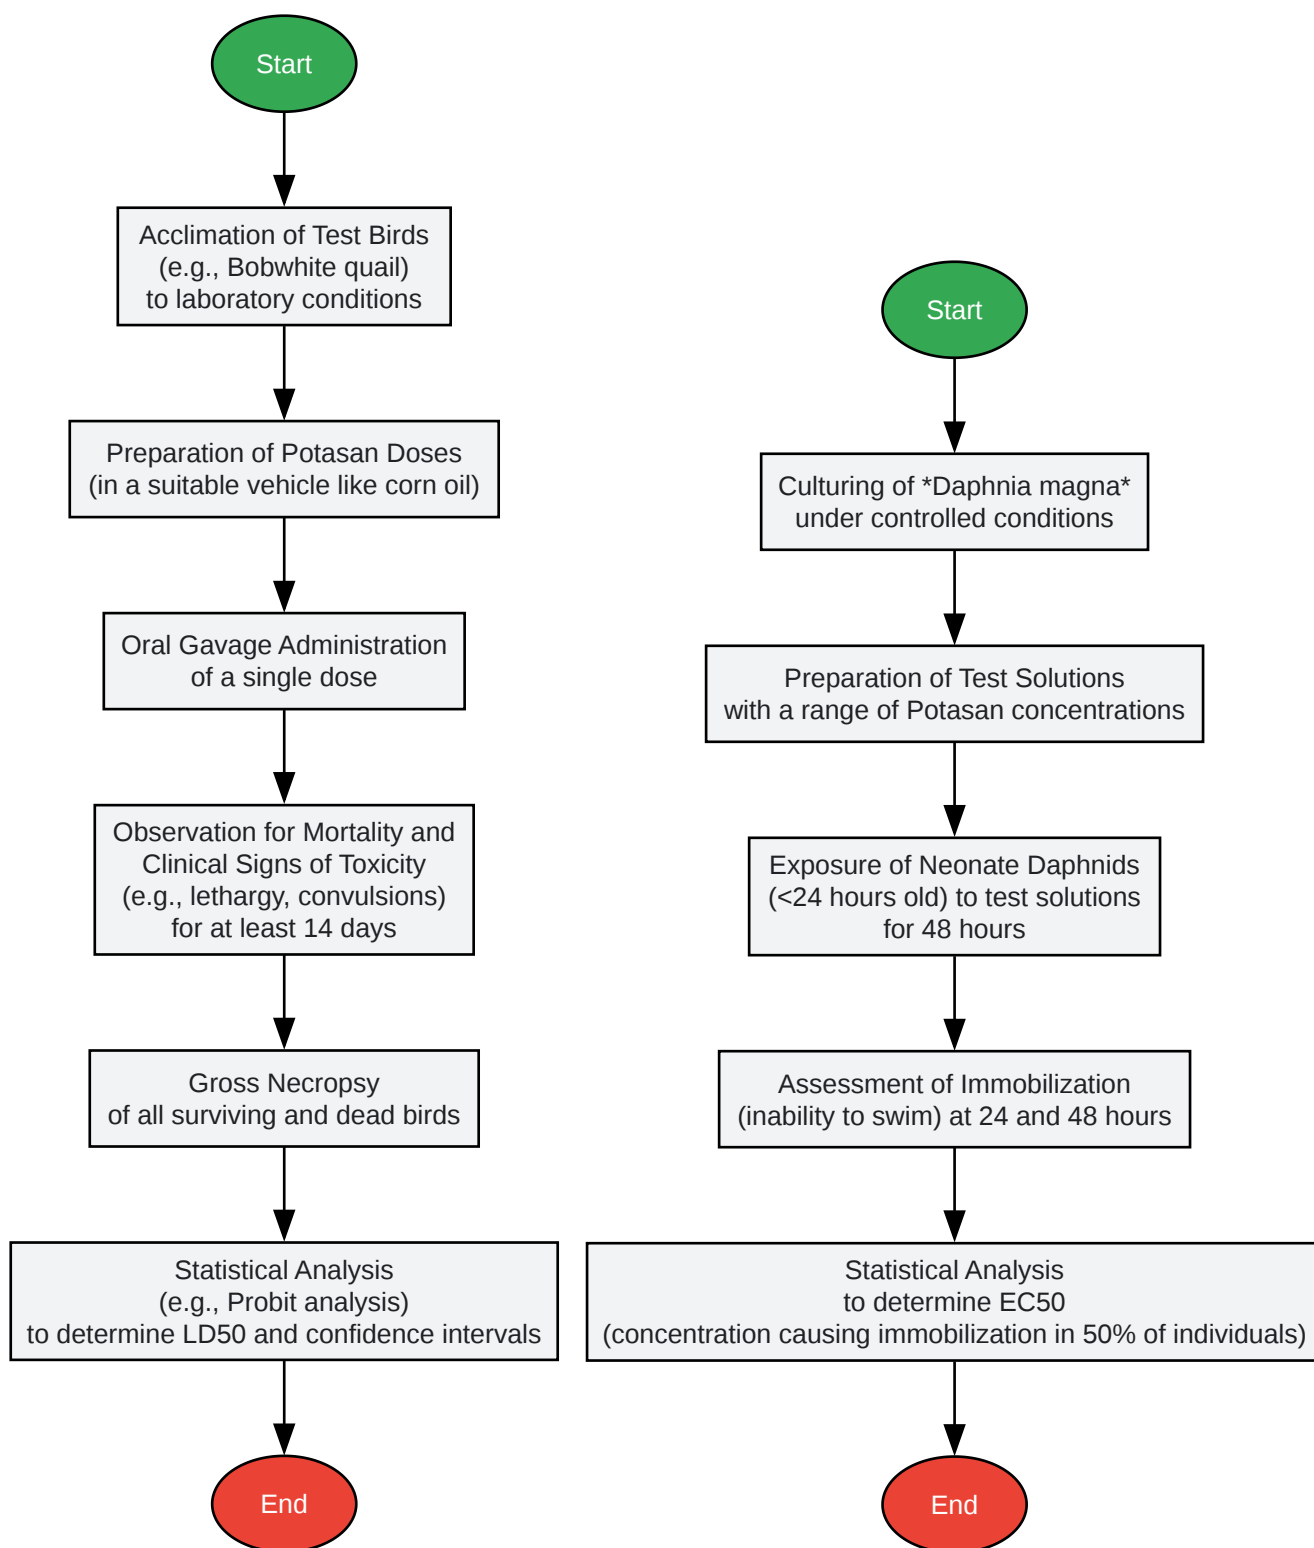 Start
Acclimation of Test Birds
(e.g., Bobwhite quail)
to laboratory conditions
Preparation of Potasan Doses
(in a suitable vehicle like corn oil)
Oral Gavage Administration
of a single dose
Observation for Mortality and
Clinical Signs of Toxicity
(e.g., lethargy, convulsions)
for at least 14 days
Gross Necropsy
of all surviving and dead birds
Statistical Analysis
(e.g., Probit analysis)
to determine LD50 and confidence intervals
End
Start
Culturing of *Daphnia magna*
under controlled conditions
Preparation of Test Solutions
with a range of Potasan concentrations
Exposure of Neonate Daphnids
(<24 hours old) to test solutions
for 48 hours
Assessment of Immobilization
(inability to swim) at 24 and 48 hours
Statistical Analysis
to determine EC50
(concentration causing immobilization in 50% of individuals)
End